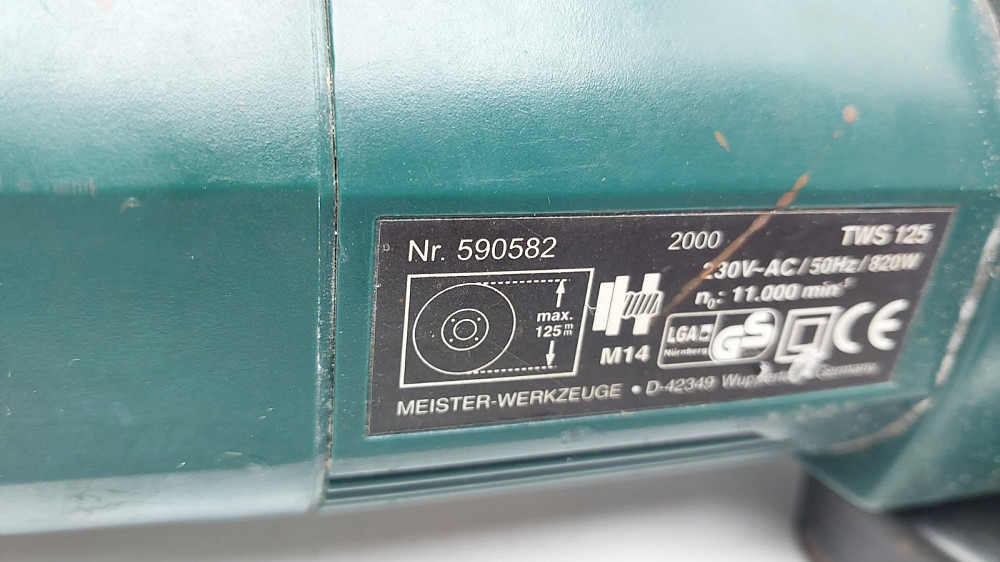 Nr. 590582
2000
TWS 125
230V~AC / 50Hz / 820W
n₀: 11.000 min⁻¹
max.
125 mm
M14
LGA
Nürnberg
GS
CE
MEISTER-WERKZEUGE • D-42349 Germany